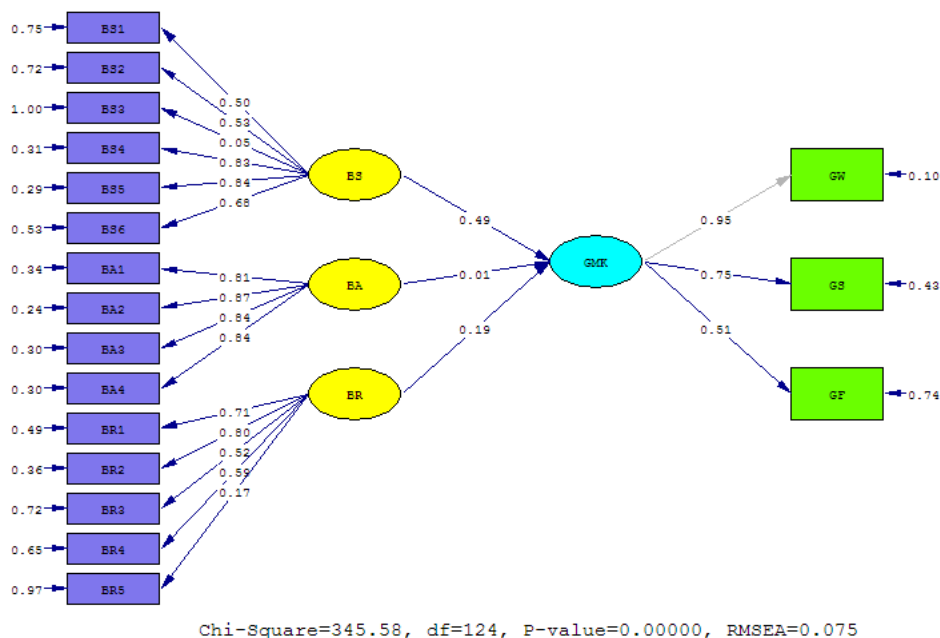 0.75 BS1
0.72 BS2
1.00 BS3
0.31 BS4
0.29 BS5
0.53 BS6
0.34 BA1
0.24 BA2
0.30 BA3
0.30 BA4
0.49 BR1
0.36 BR2
0.72 BR3
0.65 BR4
0.97 BR5
0.50
0.53
0.05
0.83
0.84
0.68
0.81
0.87
0.84
0.84
0.71
0.80
0.52
0.59
0.17
BS
BA
BR
0.49
0.01
0.19
GMK
0.95
0.75
0.51
GW 0.10
GS 0.43
GF 0.74
Chi-Square=345.58, df=124, P-value=0.00000, RMSEA=0.075